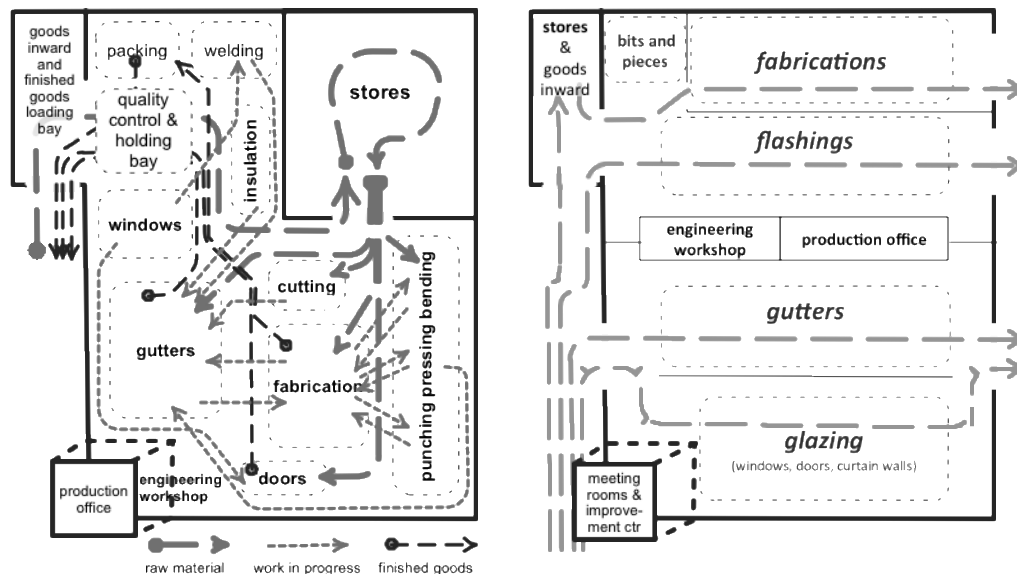 goods
inward
and
finished
goods
loading
bay
packing
welding
quality
control &
holding
bay
insulation
stores
windows
cutting
gutters
fabrication
punching pressing bending
doors
engineering
workshop
production
office
raw material
work in progress
finished goods
stores
&
goods
inward
bits and
pieces
fabrications
flashings
engineering
workshop
production office
gutters
glazing
(windows, doors, curtain walls)
meeting
rooms &
improve-
ment ctr